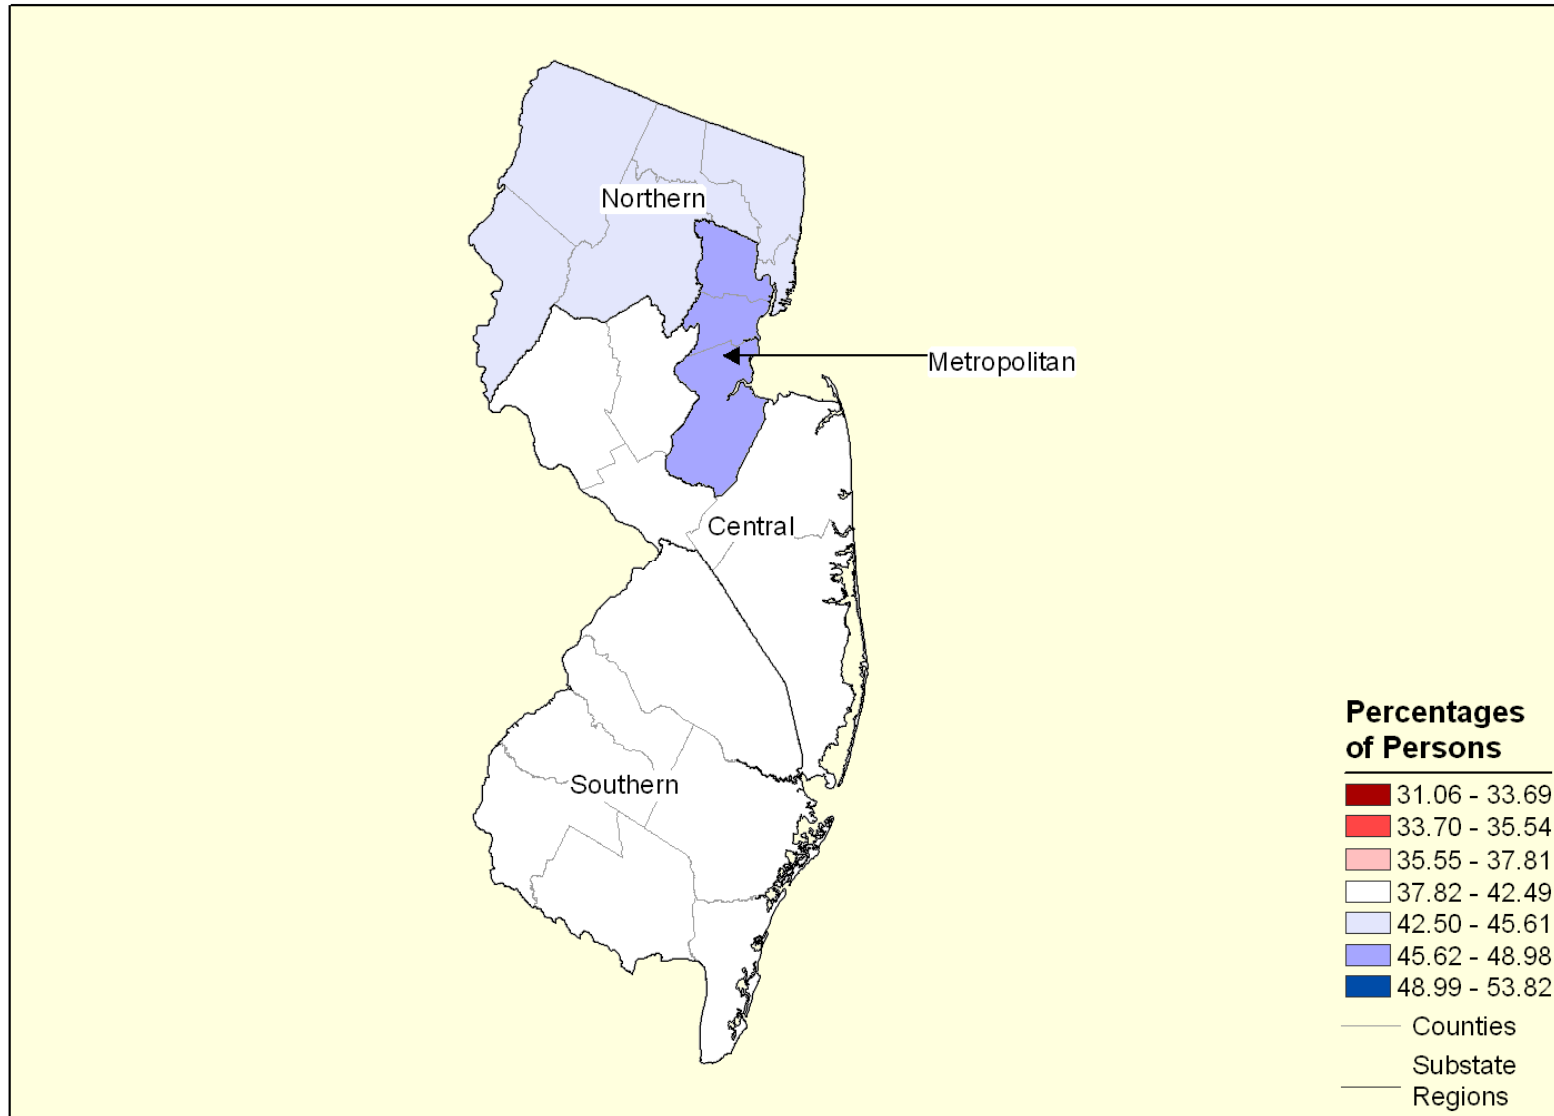 Northern
Metropolitan
Central
Southern
Percentages
of Persons
31.06 - 33.69
33.70 - 35.54
35.55 - 37.81
37.82 - 42.49
42.50 - 45.61
45.62 - 48.98
48.99 - 53.82
Counties
Substate
Regions